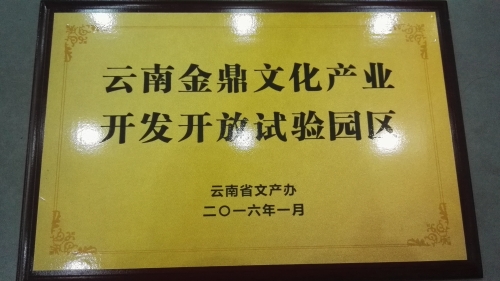 云南金鼎文化产业
开发开放试验园区
云南省文产办
二〇一六年一月